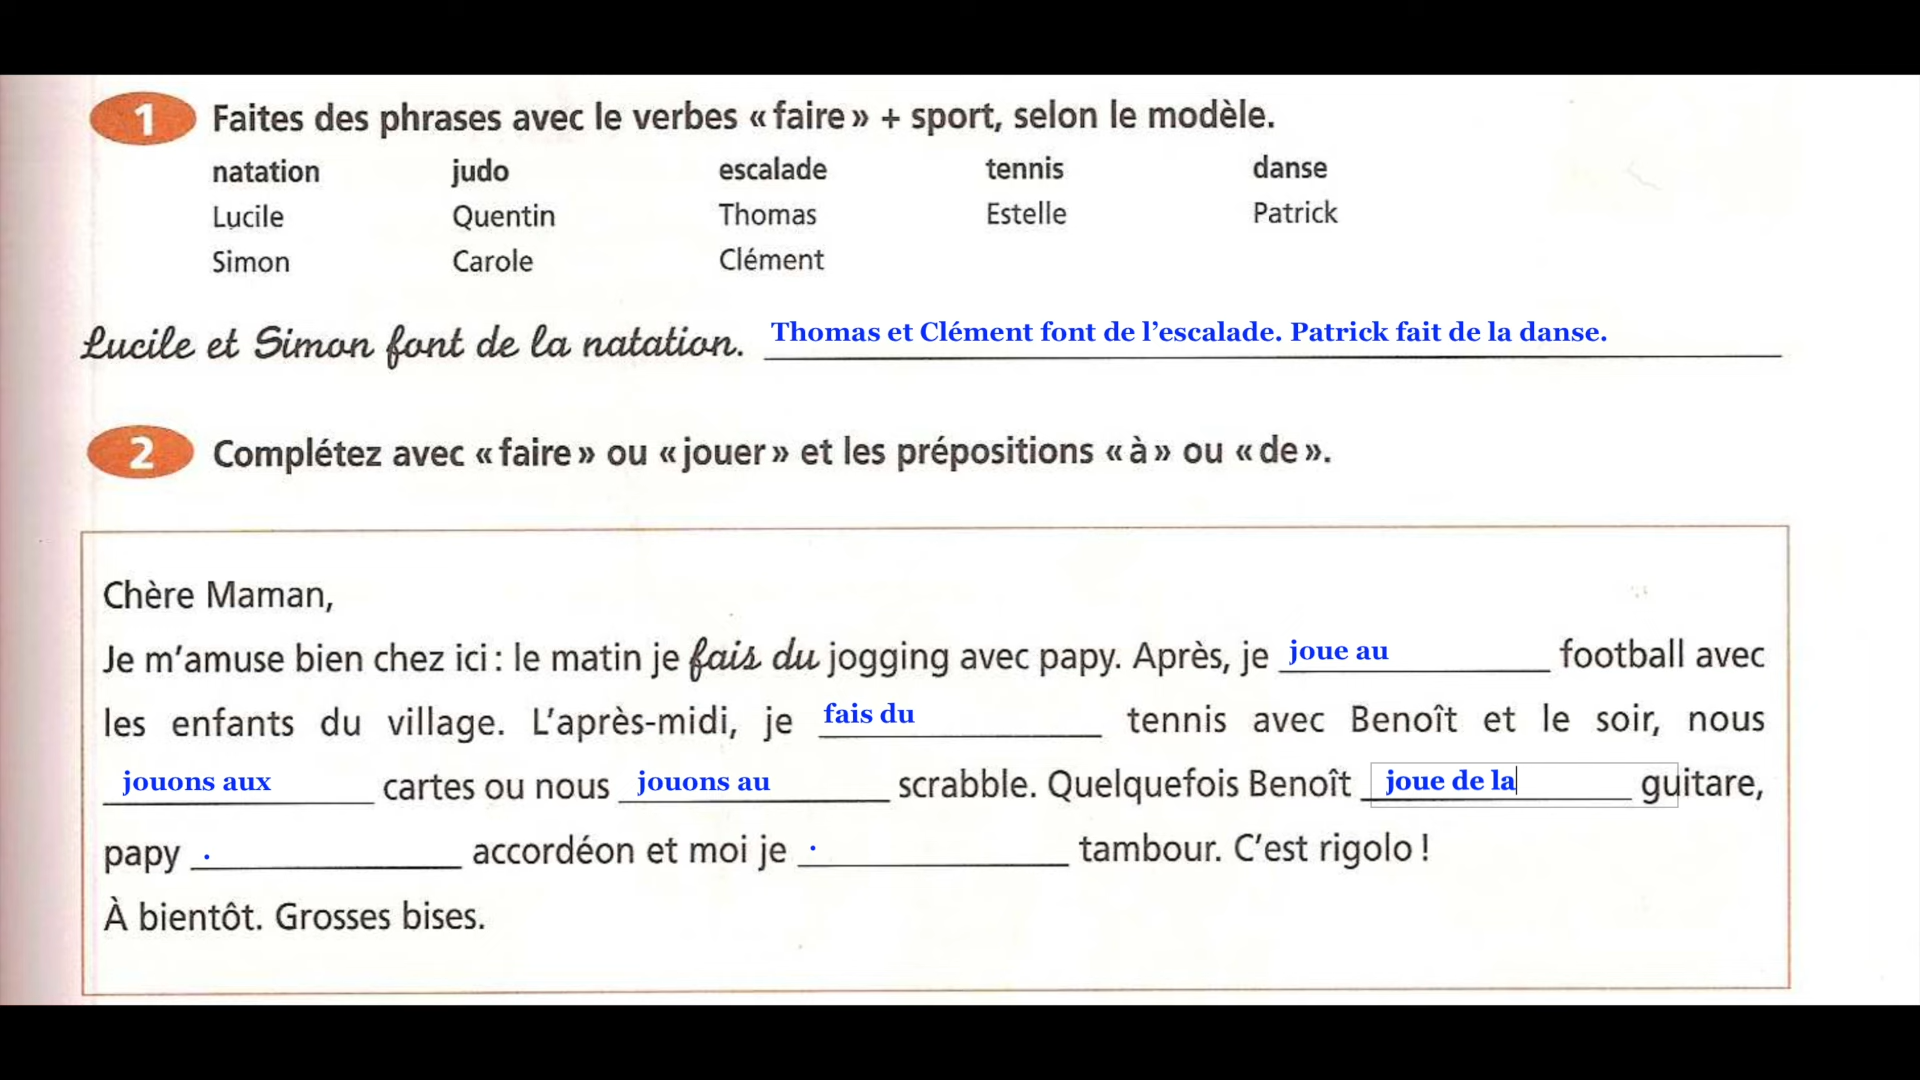 1 Faites des phrases avec le verbes « faire » + sport, selon le modèle.
natation judo escalade tennis danse
Lucile Quentin Thomas Estelle Patrick
Simon Carole Clément
Lucile et Simon font de la natation. Thomas et Clément font de l’escalade. Patrick fait de la danse.
2 Complétez avec « faire » ou « jouer » et les prépositions « à » ou « de ».
Chère Maman,
Je m’amuse bien chez ici : le matin je fais du jogging avec papy. Après, je joue au football avec
les enfants du village. L’après-midi, je fais du tennis avec Benoît et le soir, nous
jouons aux cartes ou nous jouons au scrabble. Quelquefois Benoît joue de la guitare,
papy . accordéon et moi je . tambour. C’est rigolo !
À bientôt. Grosses bises.